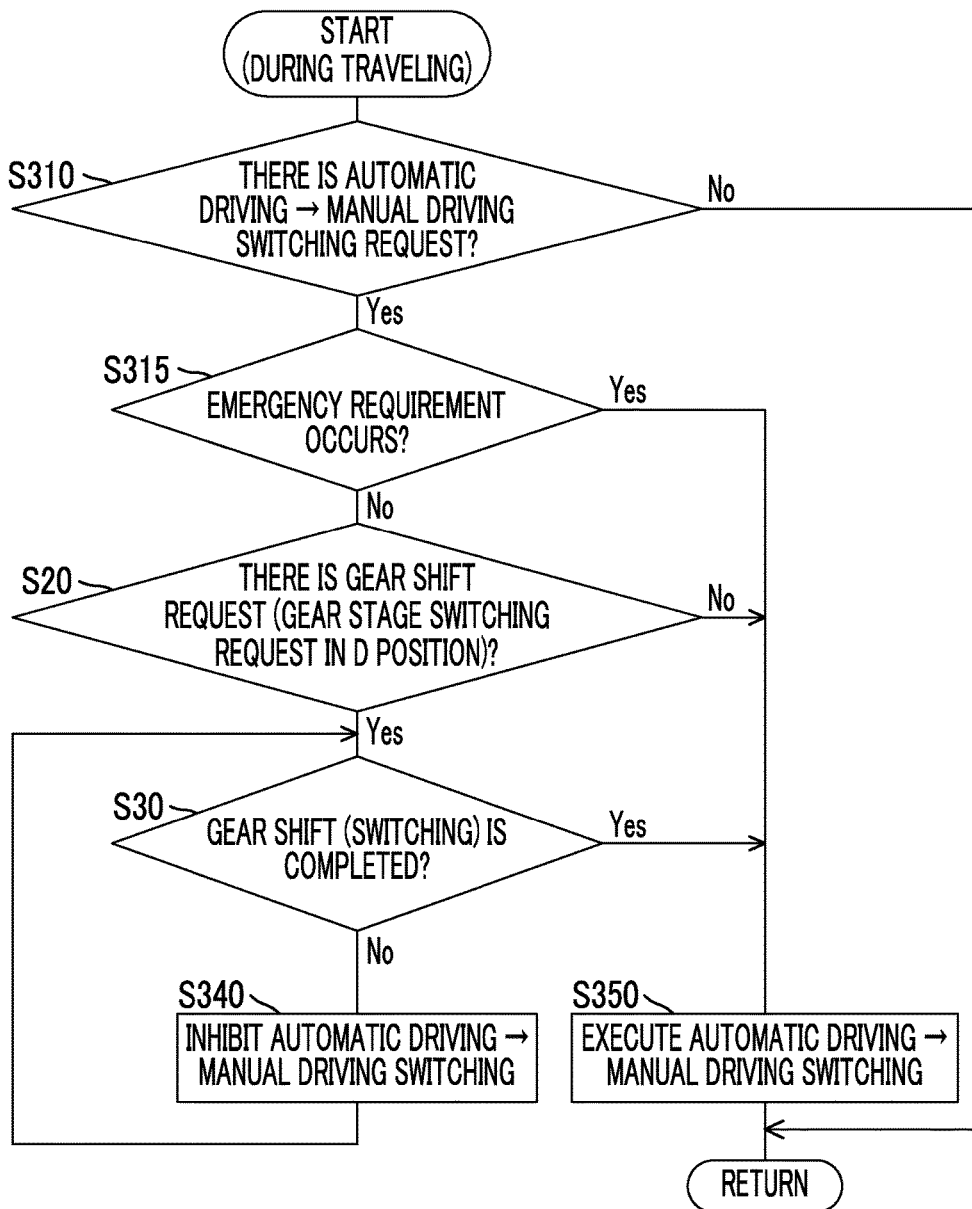 START
(DURING TRAVELING)
S310
THERE IS AUTOMATIC
DRIVING → MANUAL DRIVING
SWITCHING REQUEST?
No
Yes
S315
EMERGENCY REQUIREMENT
OCCURS?
Yes
No
S20
THERE IS GEAR SHIFT
REQUEST (GEAR STAGE SWITCHING
REQUEST IN D POSITION)?
No
Yes
S30
GEAR SHIFT (SWITCHING) IS
COMPLETED?
Yes
No
S340
INHIBIT AUTOMATIC DRIVING →
MANUAL DRIVING SWITCHING
S350
EXECUTE AUTOMATIC DRIVING →
MANUAL DRIVING SWITCHING
RETURN